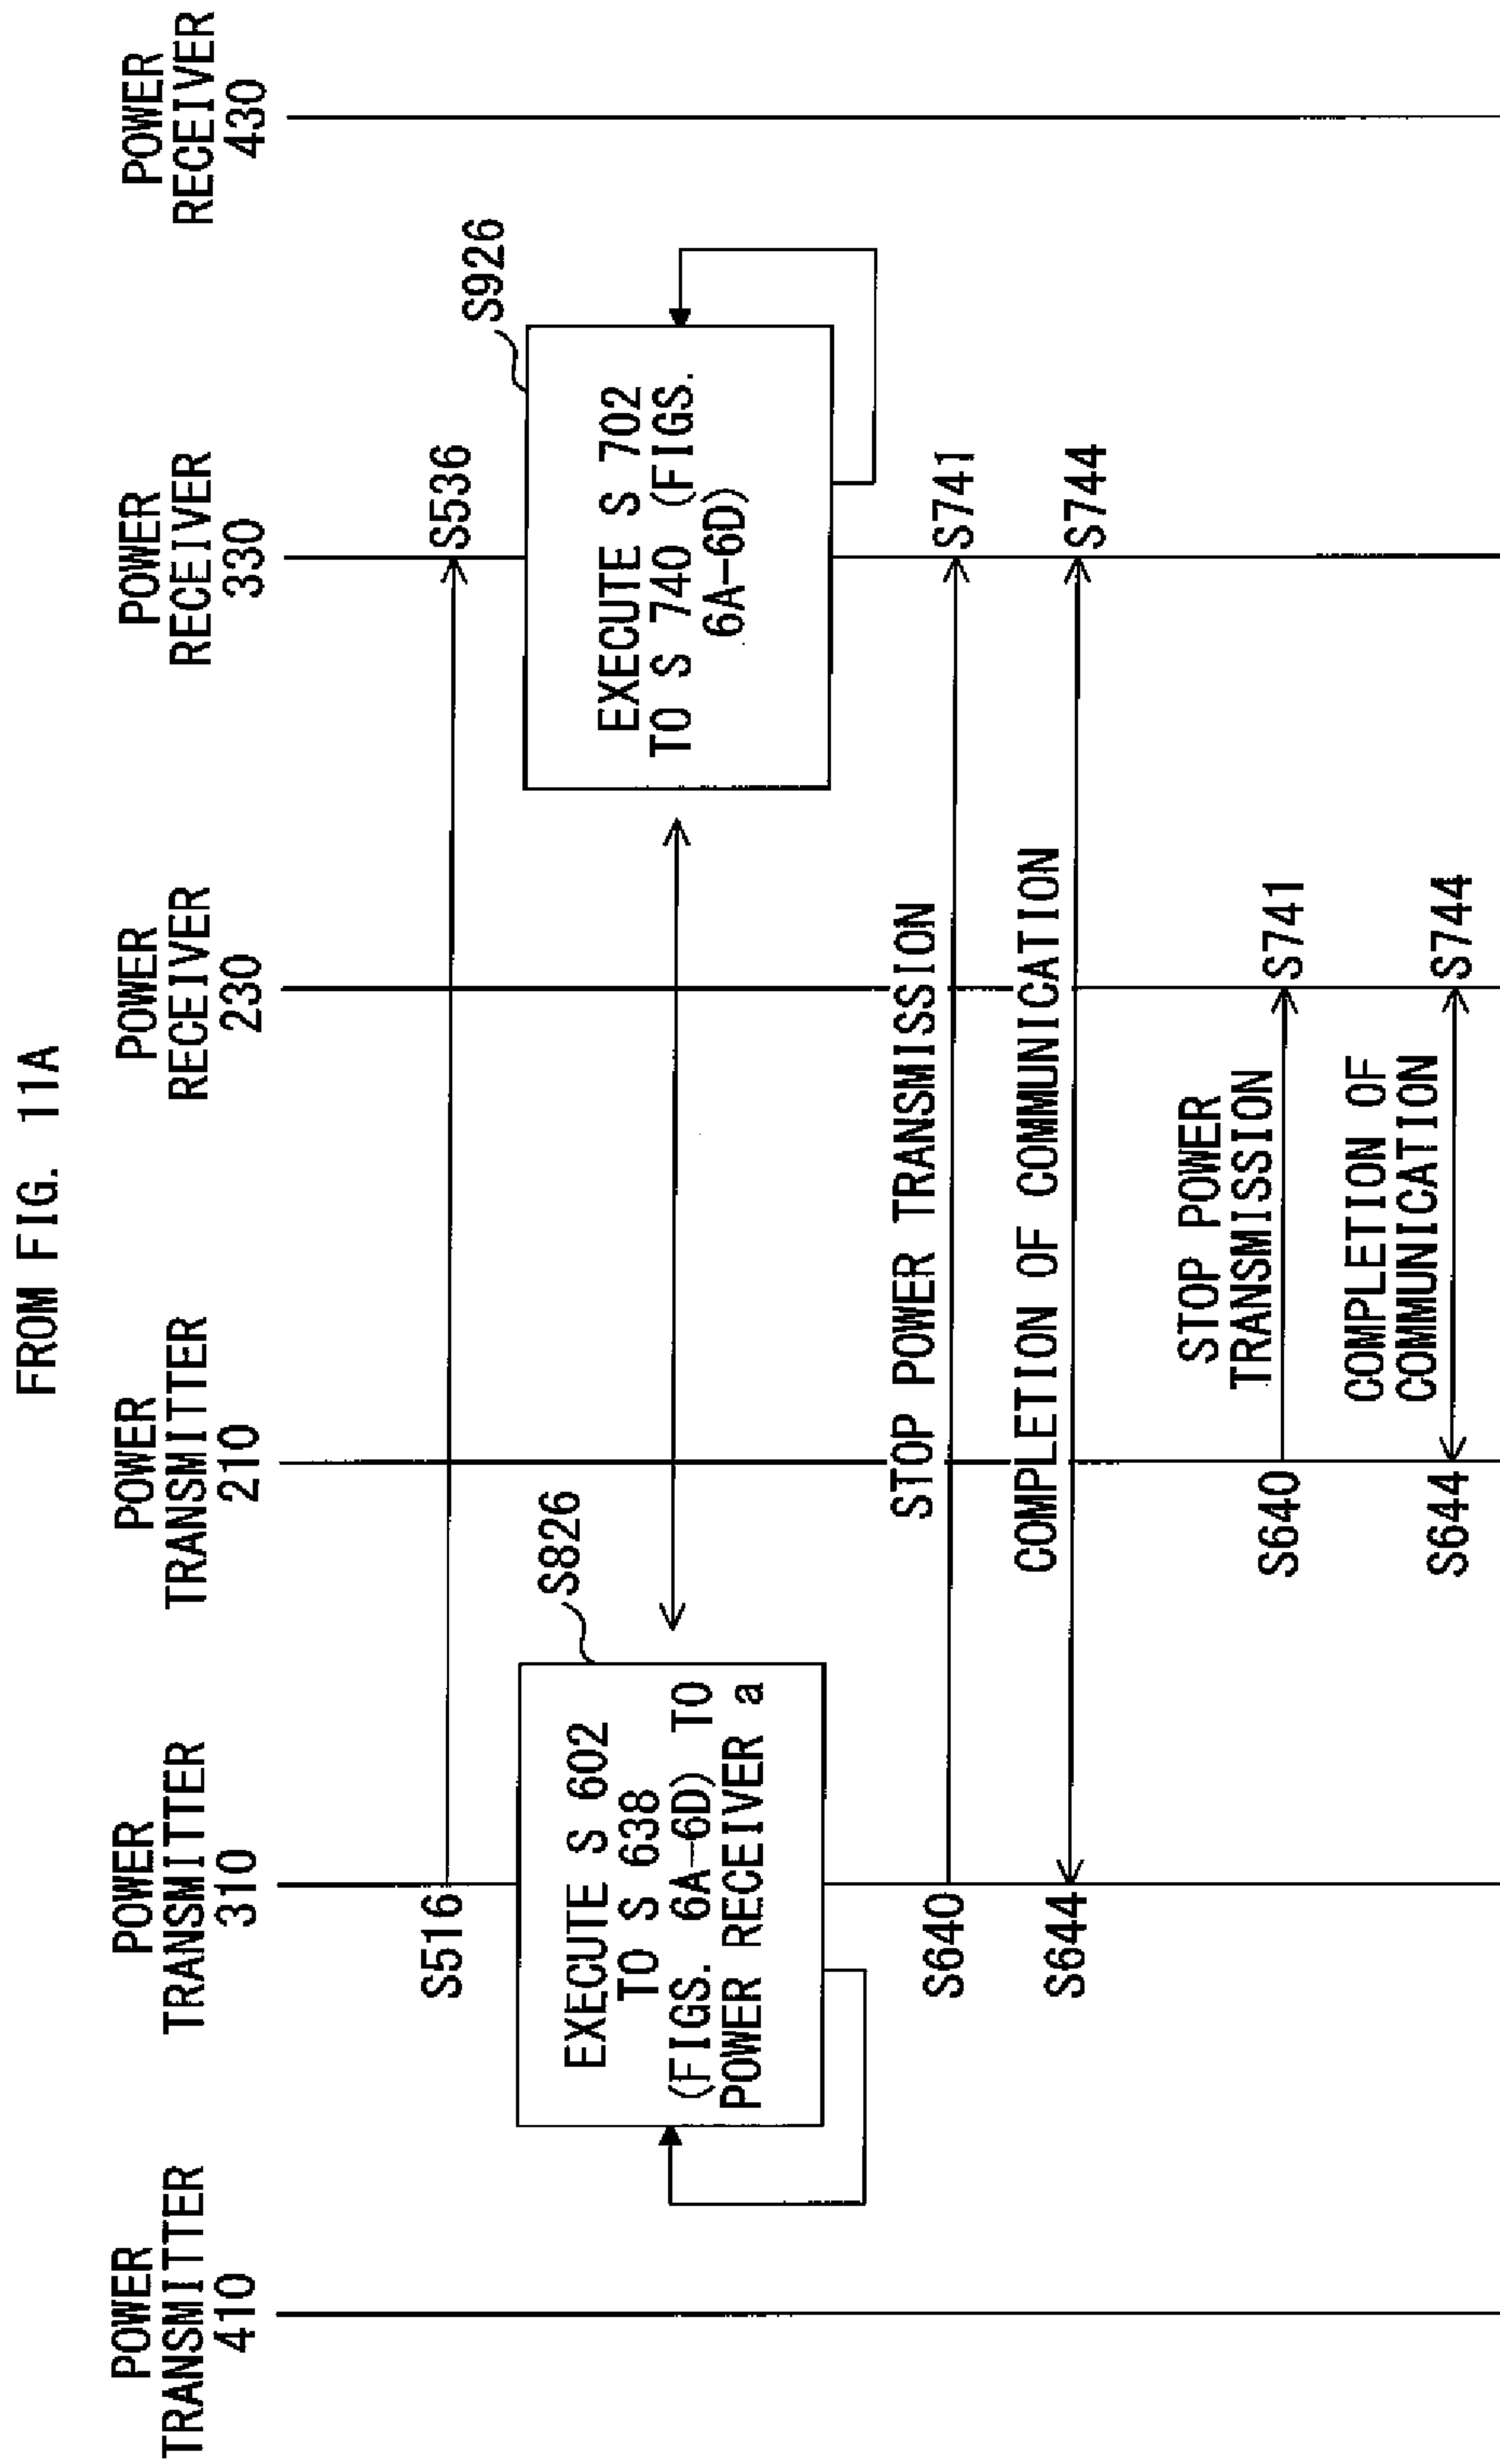 FROM FIG. 11A
POWER
TRANSMITTER
410
POWER
TRANSMITTER
310
POWER
TRANSMITTER
210
POWER
RECEIVER
230
POWER
RECEIVER
330
POWER
RECEIVER
430
S516
S536
S826
S926
EXECUTE S 602
TO S 638
(FIGS. 6A-6D) TO
POWER RECEIVER a
EXECUTE S 702
TO S 740 (FIGS.
6A-6D)
STOP POWER TRANSMISSION
S640
S741
COMPLETION OF COMMUNICATION
S644
S744
STOP POWER
TRANSMISSION
S640
S741
COMPLETION OF
COMMUNICATION
S644
S744